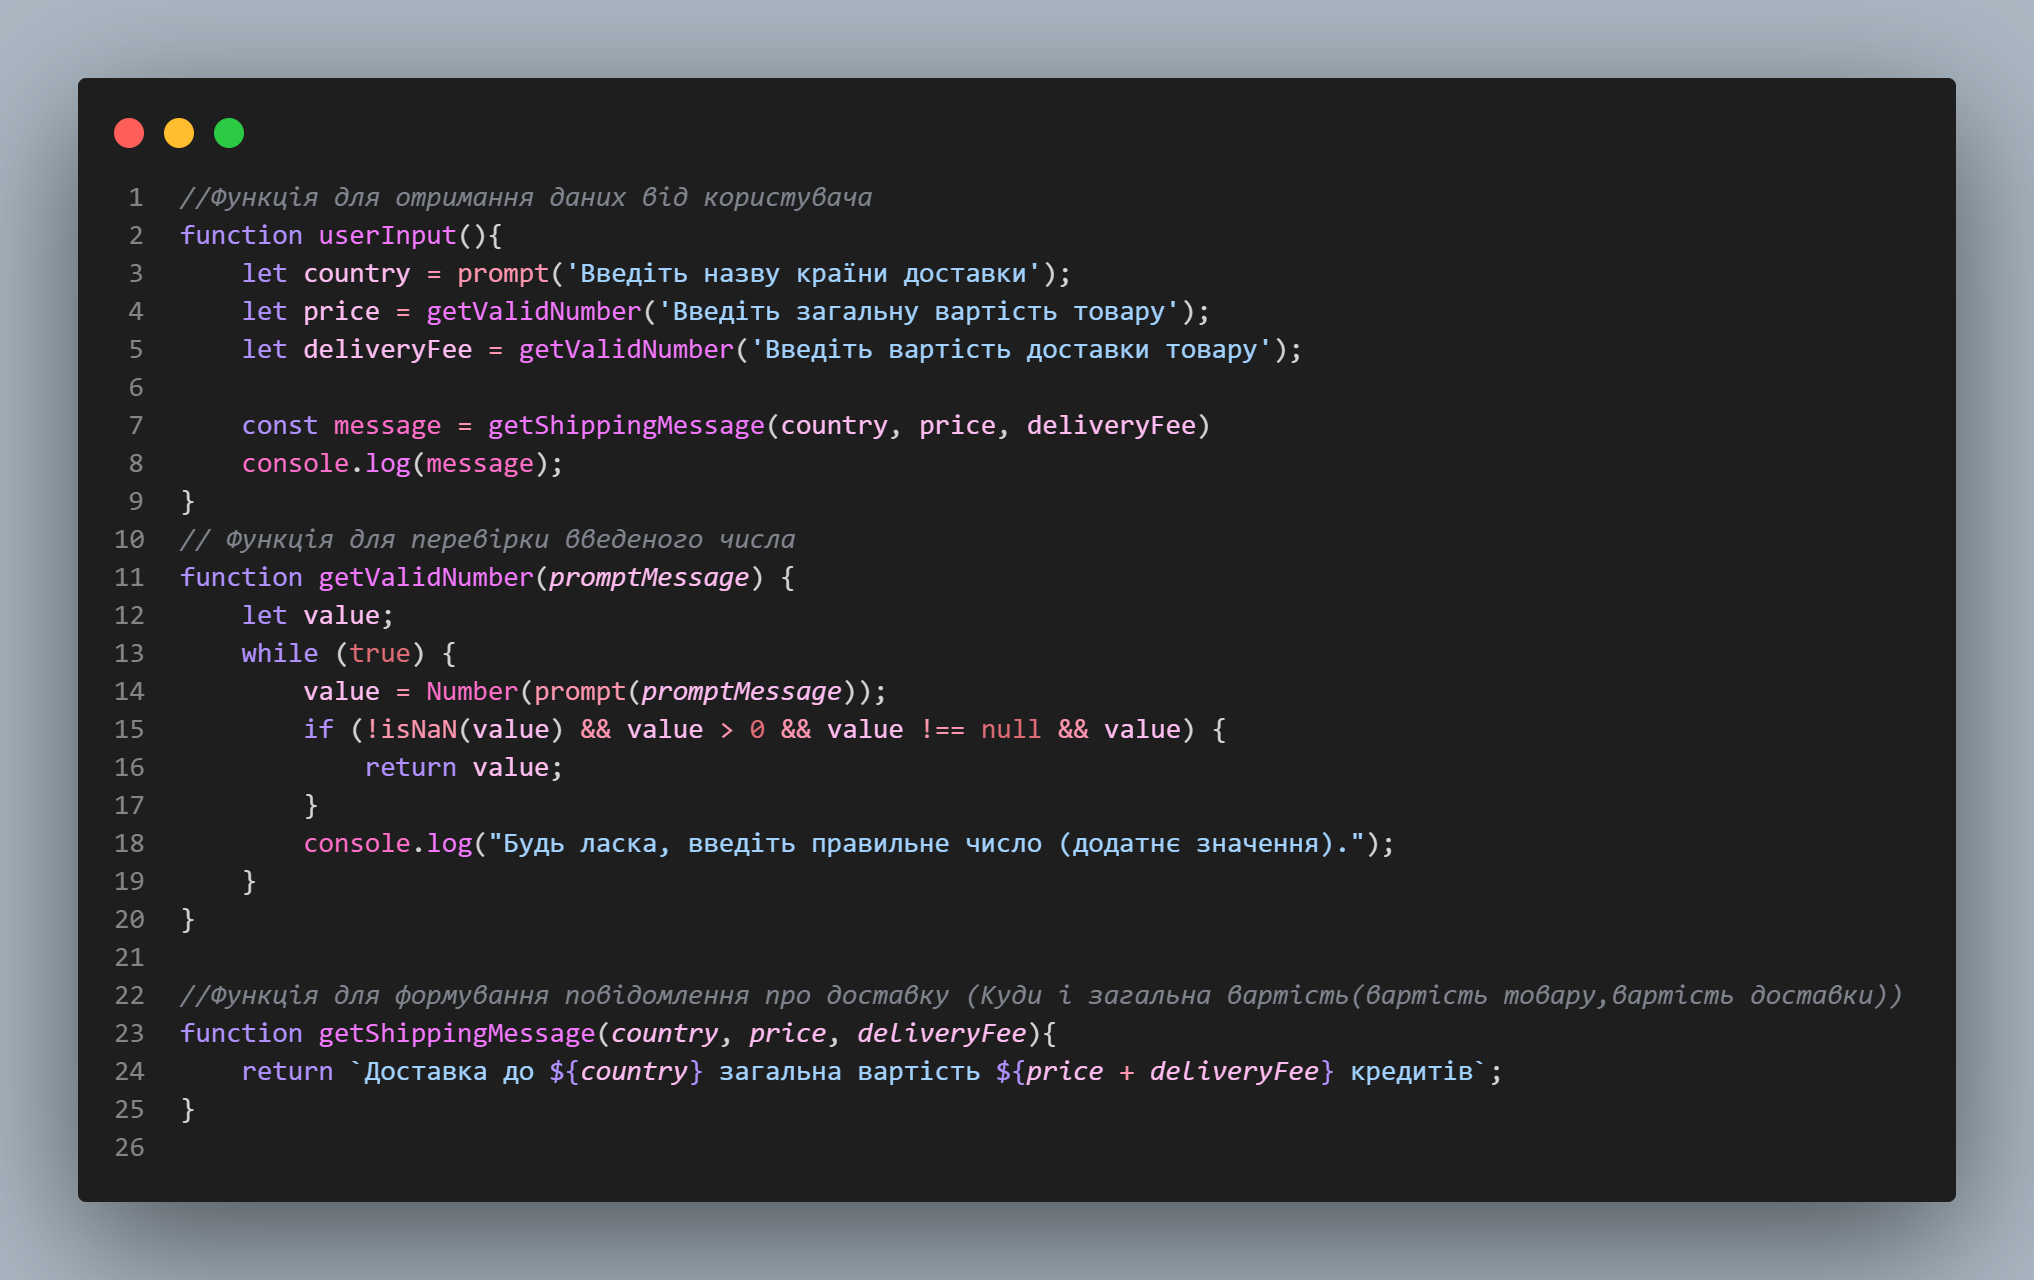 1 //Функція для отримання даних від користувача
2 function userInput(){
3     let country = prompt('Введіть назву країни доставки');
4     let price = getValidNumber('Введіть загальну вартість товару');
5     let deliveryFee = getValidNumber('Введіть вартість доставки товару');
6
7     const message = getShippingMessage(country, price, deliveryFee)
8     console.log(message);
9 }
10 // Функція для перевірки введеного числа
11 function getValidNumber(promptMessage) {
12     let value;
13     while (true) {
14         value = Number(prompt(promptMessage));
15         if (!isNaN(value) && value > 0 && value !== null && value) {
16             return value;
17         }
18         console.log("Будь ласка, введіть правильне число (додатнє значення).");
19     }
20 }
21
22 //Функція для формування повідомлення про доставку (Куди і загальна вартість(вартість товару,вартість доставки))
23 function getShippingMessage(country, price, deliveryFee){
24     return `Доставка до ${country} загальна вартість ${price + deliveryFee} кредитів`;
25 }
26